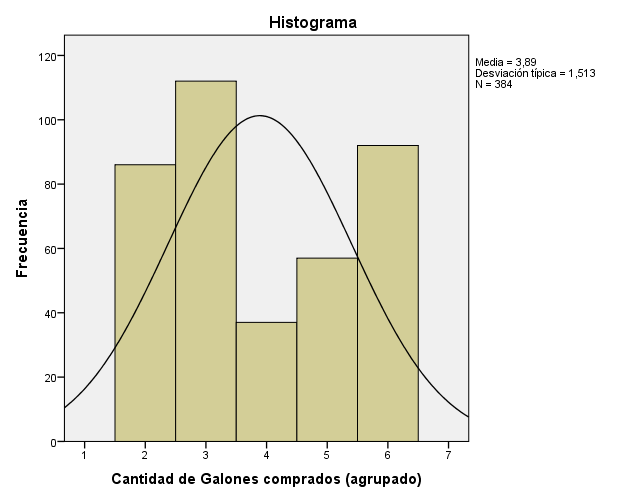 Histograma
120
100
80
60
40
20
0
Frecuencia
1 2 3 4 5 6 7
Cantidad de Galones comprados (agrupado)
Media = 3,89
Desviación típica = 1,513
N = 384